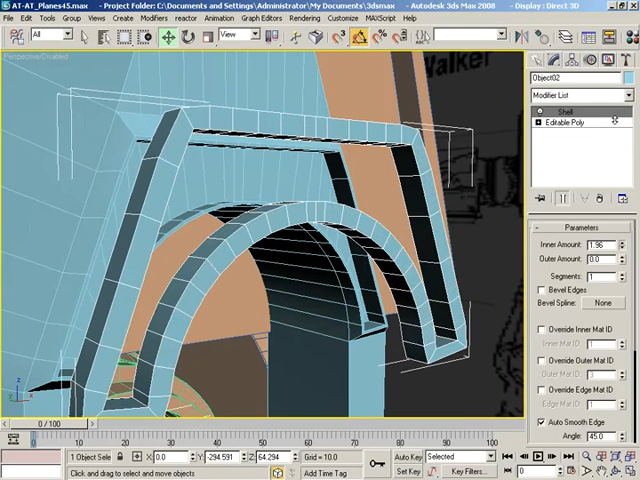 AT-AT_Planes45.max - Project Folder: C:\Documents and Settings\Administrator\My Documents\3dsmax - Autodesk 3ds Max 2008 - Display : Direct 3D
File Edit Tools Group Views Create Modifiers reactor Animation Graph Editors Rendering Customize MAXScript Help
All View
Perspective/Disabled
Walker
Object02
Modifier List
Shell
Editable Poly
Parameters
Inner Amount: 1.96
Outer Amount: 0.0
Segments: 1
Bevel Edges
Bevel Spline: None
Override Inner Mat ID
Inner Mat ID: 1
Override Outer Mat ID
Outer Mat ID: 3
Override Edge Mat ID
Edge Mat ID: 1
Auto Smooth Edge
Angle: 45.0
0 / 100
0 10 20 30 40 50 60 70 80 90 100
1 Object Sele X: 0.0 Y: -294.591 Z: 64.294 Grid = 10.0 Auto Key Selected
Click and drag to select and move objects Add Time Tag Set Key Key Filters... 0